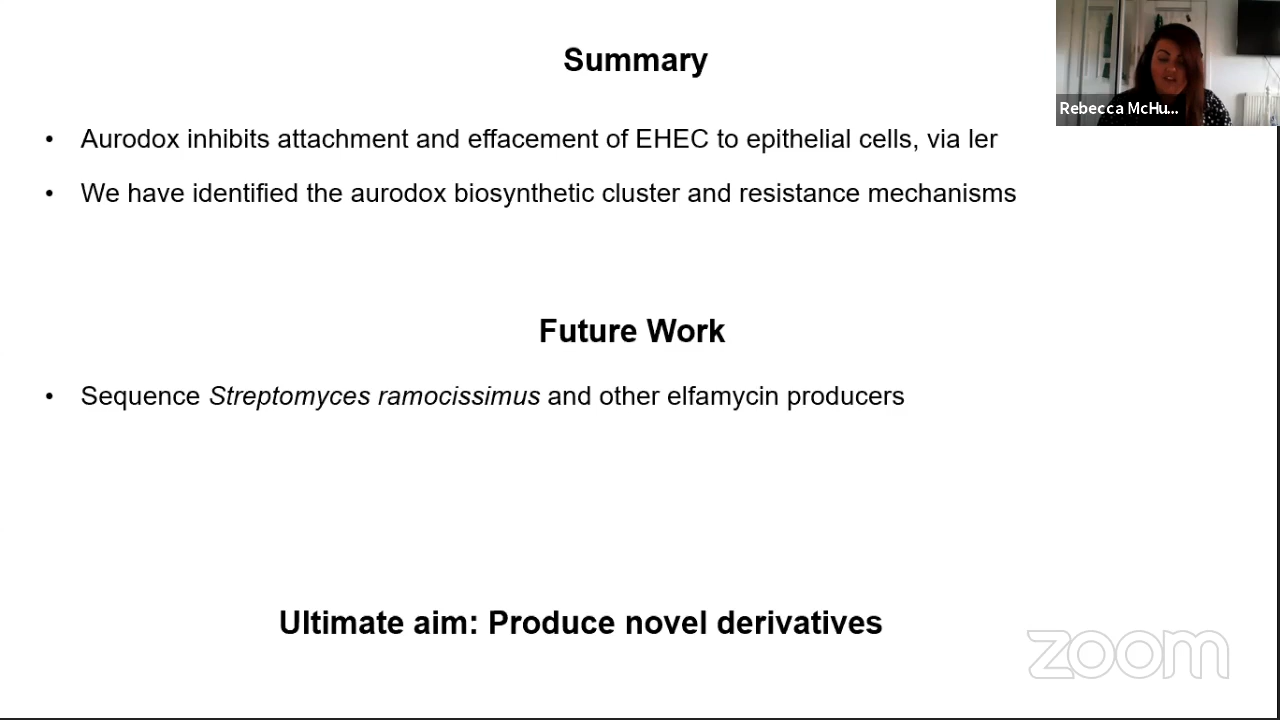 Summary
Rebecca McHu...
• Aurodox inhibits attachment and effacement of EHEC to epithelial cells, via ler
• We have identified the aurodox biosynthetic cluster and resistance mechanisms
Future Work
• Sequence Streptomyces ramocissimus and other elfamycin producers
Ultimate aim: Produce novel derivatives
zoom